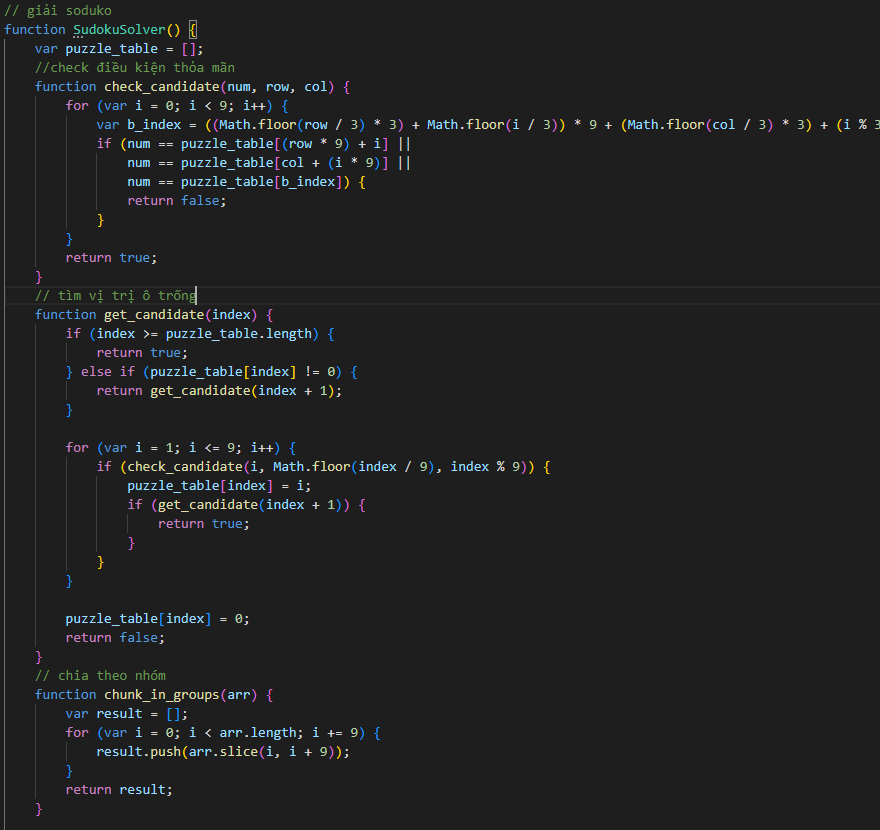 // giải soduko
function SudokuSolver() {
    var puzzle_table = [];
    //check điều kiện thỏa mãn
    function check_candidate(num, row, col) {
        for (var i = 0; i < 9; i++) {
            var b_index = ((Math.floor(row / 3) * 3) + Math.floor(i / 3)) * 9 + (Math.floor(col / 3) * 3) + (i % 3
            if (num == puzzle_table[(row * 9) + i] ||
                num == puzzle_table[col + (i * 9)] ||
                num == puzzle_table[b_index]) {
                return false;
            }
        }
        return true;
    }
    // tìm vị trị ô trống
    function get_candidate(index) {
        if (index >= puzzle_table.length) {
            return true;
        } else if (puzzle_table[index] != 0) {
            return get_candidate(index + 1);
        }

        for (var i = 1; i <= 9; i++) {
            if (check_candidate(i, Math.floor(index / 9), index % 9)) {
                puzzle_table[index] = i;
                if (get_candidate(index + 1)) {
                    return true;
                }
            }
        }

        puzzle_table[index] = 0;
        return false;
    }
    // chia theo nhóm
    function chunk_in_groups(arr) {
        var result = [];
        for (var i = 0; i < arr.length; i += 9) {
            result.push(arr.slice(i, i + 9));
        }
        return result;
    }